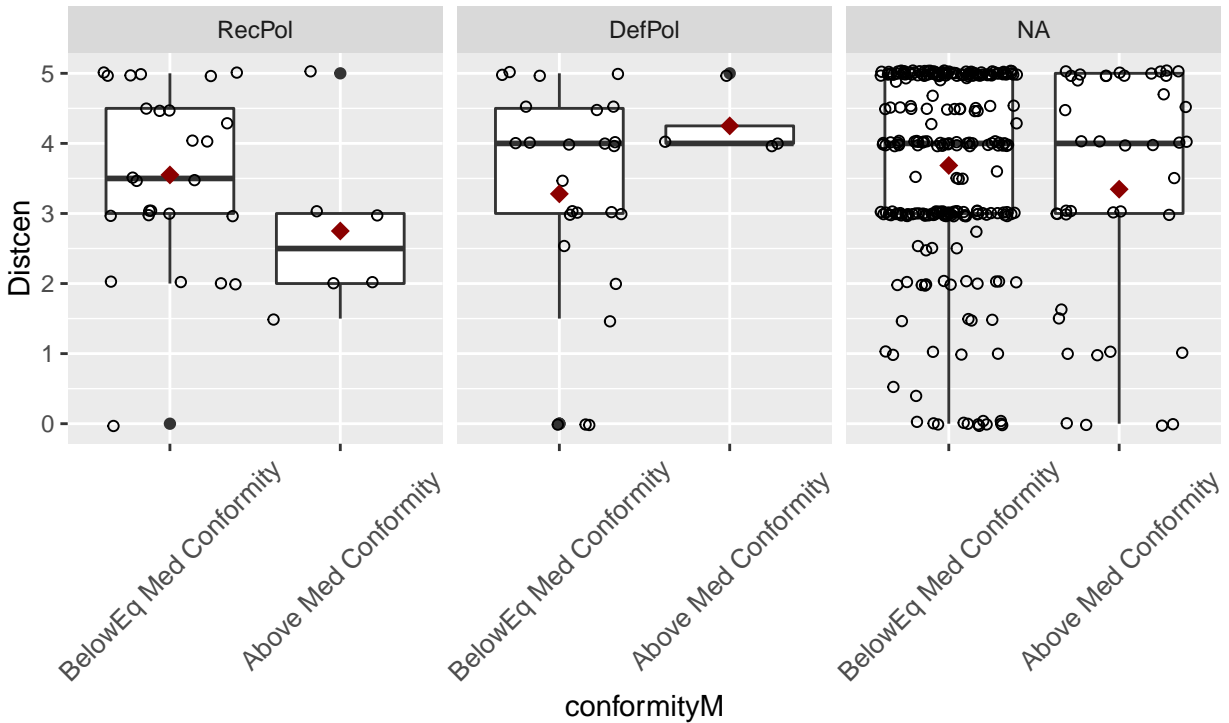 RecPol
DefPol
NA
Distcen
5
4
3
2
1
0
BelowEq Med Conformity
Above Med Conformity
BelowEq Med Conformity
Above Med Conformity
BelowEq Med Conformity
Above Med Conformity
conformityM